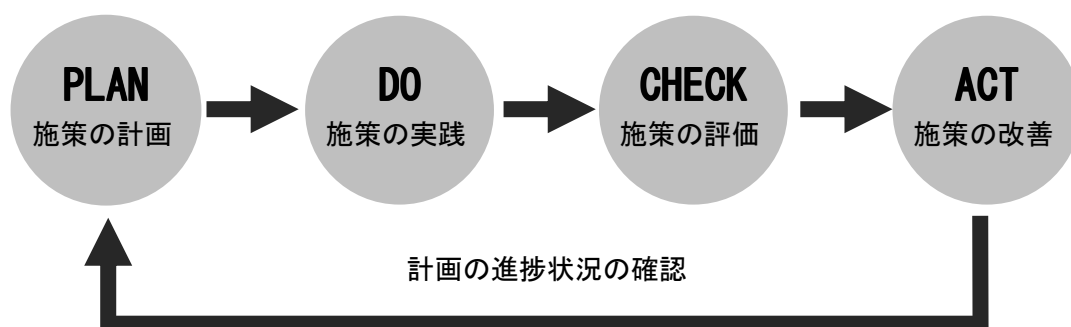 PLAN
施策の計画
DO
施策の実践
CHECK
施策の評価
ACT
施策の改善
計画の進捗状況の確認